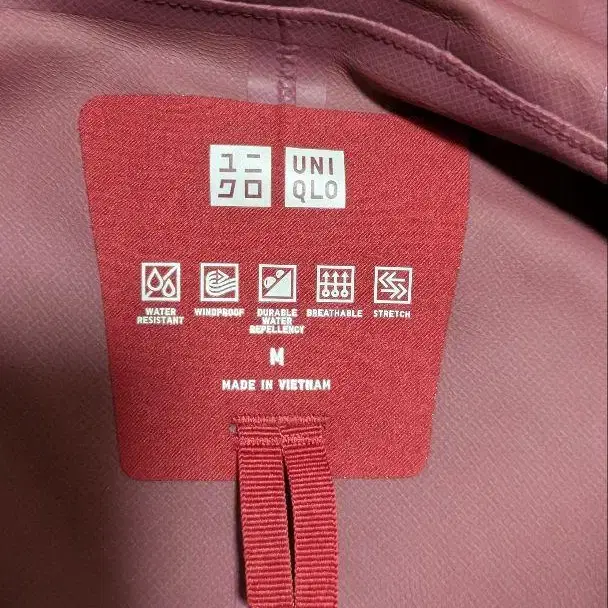 ユニ UNI
クロ QLO
WATER RESISTANT
WINDPROOF
DURABLE WATER REPELLENCY
BREATHABLE
STRETCH
M
MADE IN VIETNAM